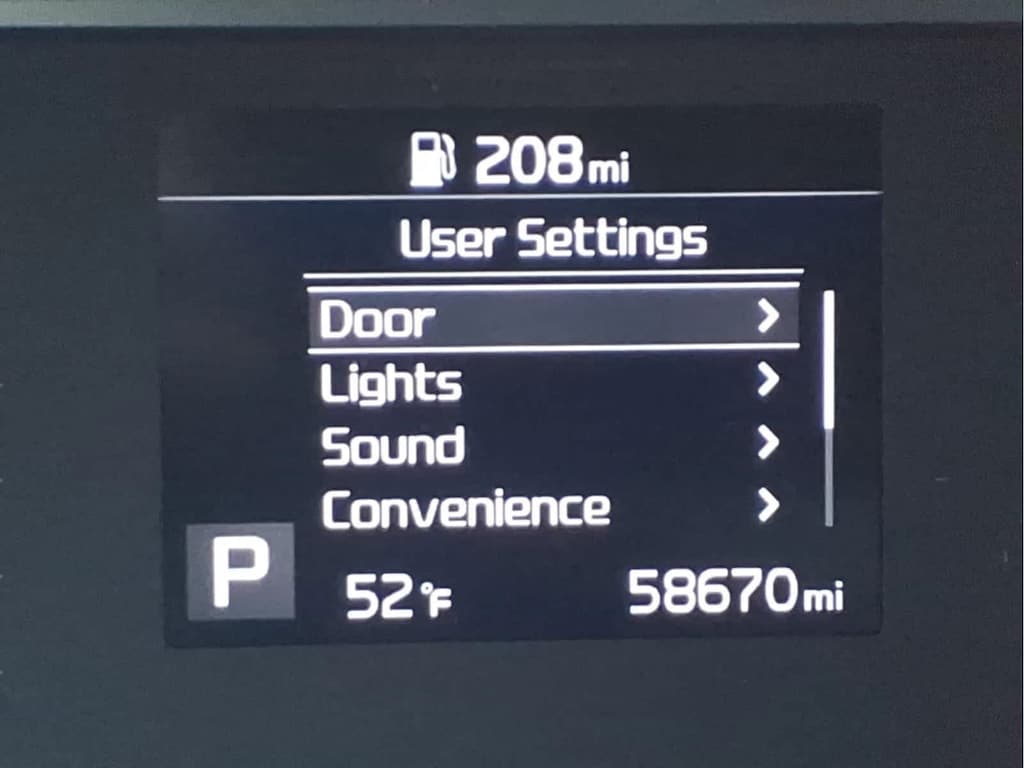 208mi
User Settings
Door
Lights
Sound
Convenience
P
52°F
58670mi